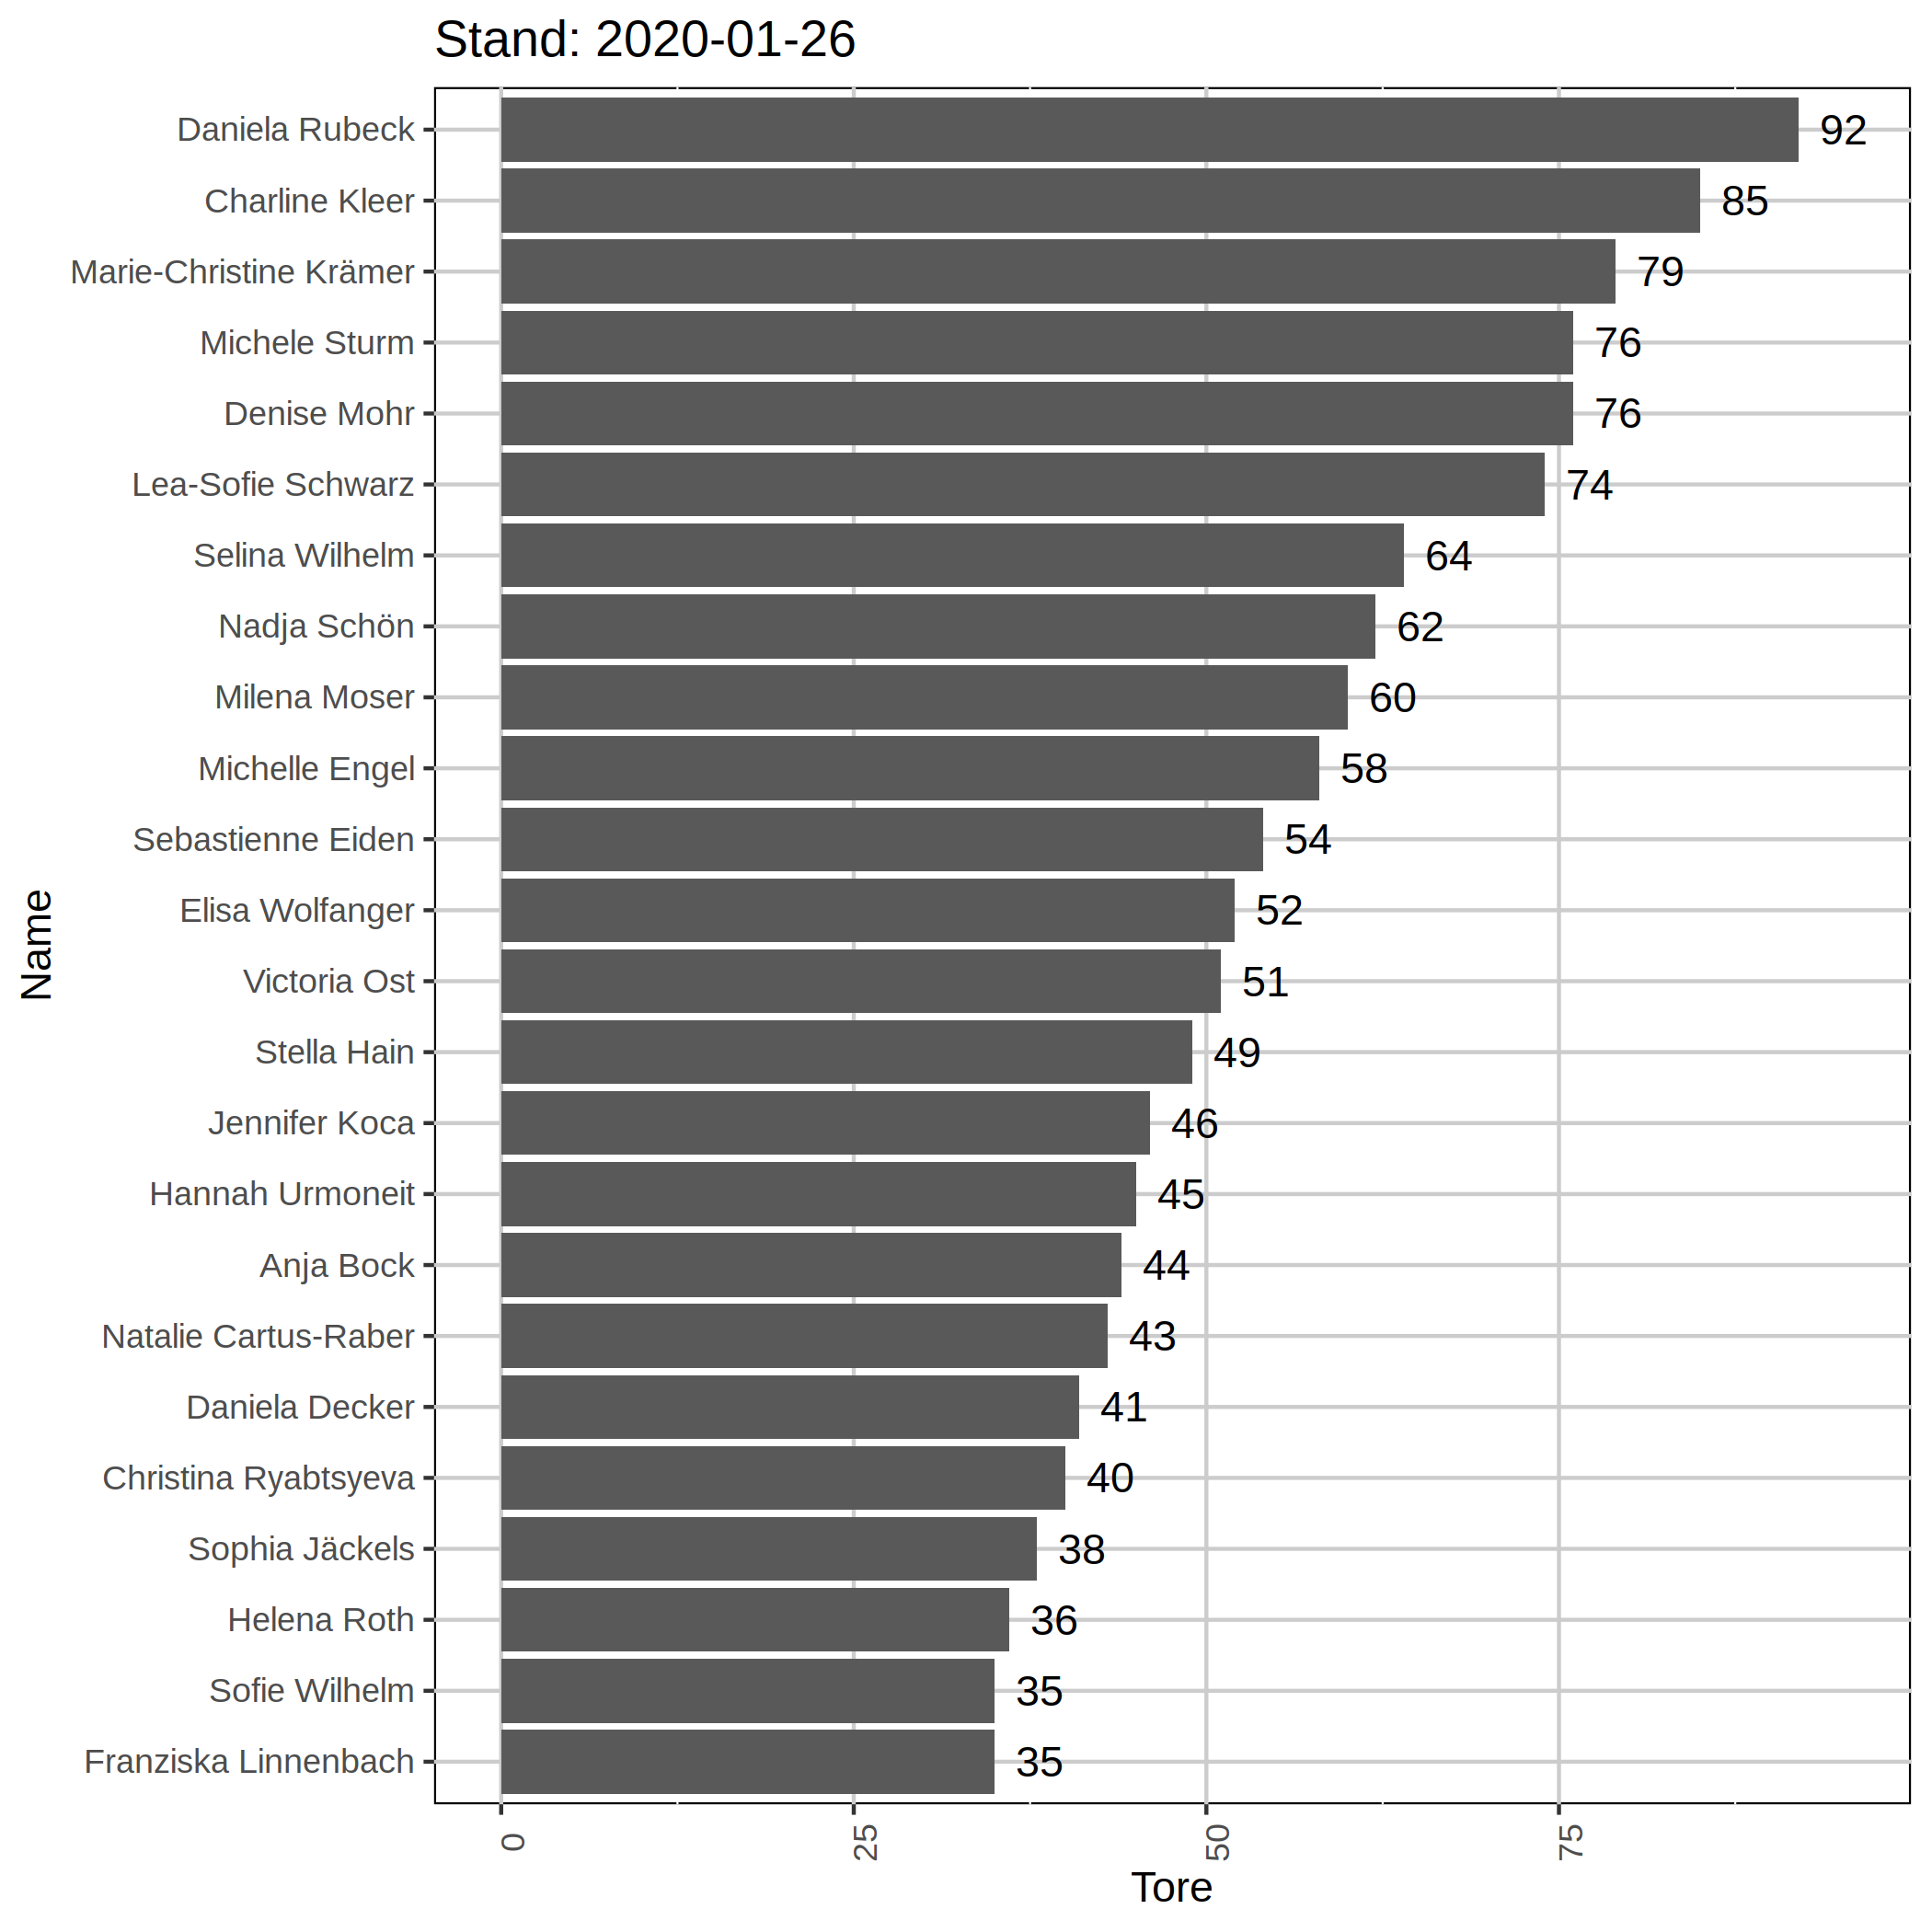 Stand: 2020-01-26
Daniela Rubeck 92
Charline Kleer 85
Marie-Christine Krämer 79
Michele Sturm 76
Denise Mohr 76
Lea-Sofie Schwarz 74
Selina Wilhelm 64
Nadja Schön 62
Milena Moser 60
Michelle Engel 58
Sebastienne Eiden 54
Elisa Wolfanger 52
Victoria Ost 51
Stella Hain 49
Jennifer Koca 46
Hannah Urmoneit 45
Anja Bock 44
Natalie Cartus-Raber 43
Daniela Decker 41
Christina Ryabtsyeva 40
Sophia Jäckels 38
Helena Roth 36
Sofie Wilhelm 35
Franziska Linnenbach 35
Name
0 25 50 75
Tore